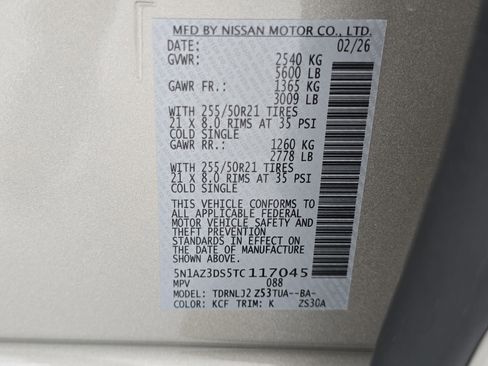 MFD BY NISSAN MOTOR CO., LTD.
DATE: 02/26
GVWR: 2540 KG
5600 LB
GAWR FR.: 1365 KG
3009 LB
WITH 255/50R21 TIRES
21 X 8.0 RIMS AT 35 PSI
COLD SINGLE
GAWR RR.: 1260 KG
2778 LB
WITH 255/50R21 TIRES
21 X 8.0 RIMS AT 35 PSI
COLD SINGLE
THIS VEHICLE CONFORMS TO
ALL APPLICABLE FEDERAL
MOTOR VEHICLE SAFETY AND
THEFT PREVENTION
STANDARDS IN EFFECT ON
THE DATE OF MANUFACTURE
SHOWN ABOVE.
5N1AZ3DS5TC117045
MPV 088
MODEL: TDRNLJ2 Z53TUA--BA-
COLOR: KCF TRIM: K ZS30A